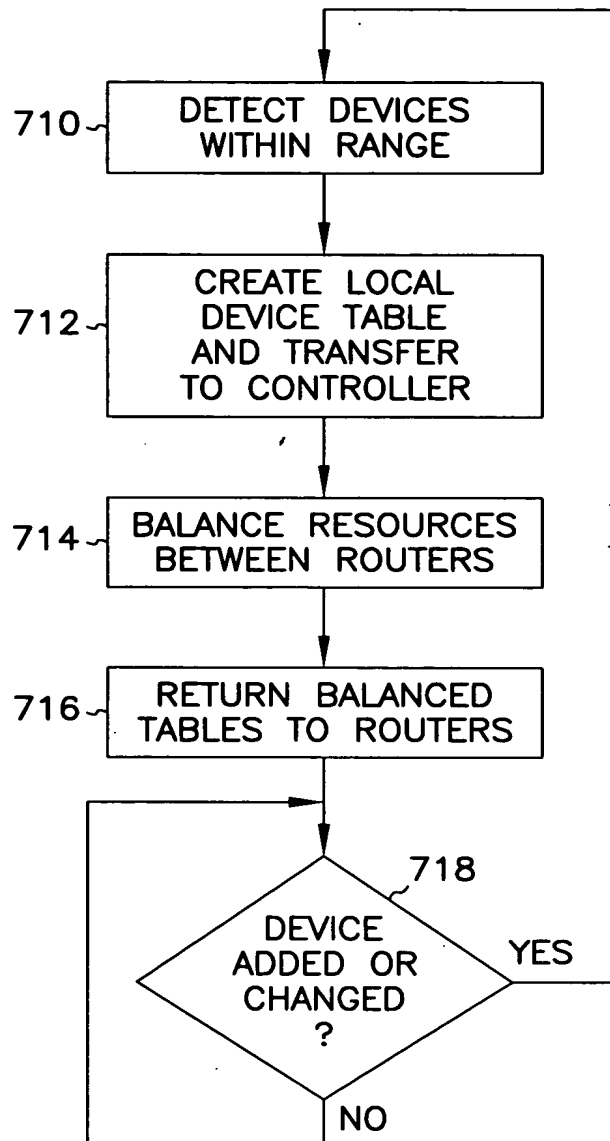 710
DETECT DEVICES
WITHIN RANGE
712
CREATE LOCAL
DEVICE TABLE
AND TRANSFER
TO CONTROLLER
714
BALANCE RESOURCES
BETWEEN ROUTERS
716
RETURN BALANCED
TABLES TO ROUTERS
718
DEVICE
ADDED OR
CHANGED
?
YES
NO